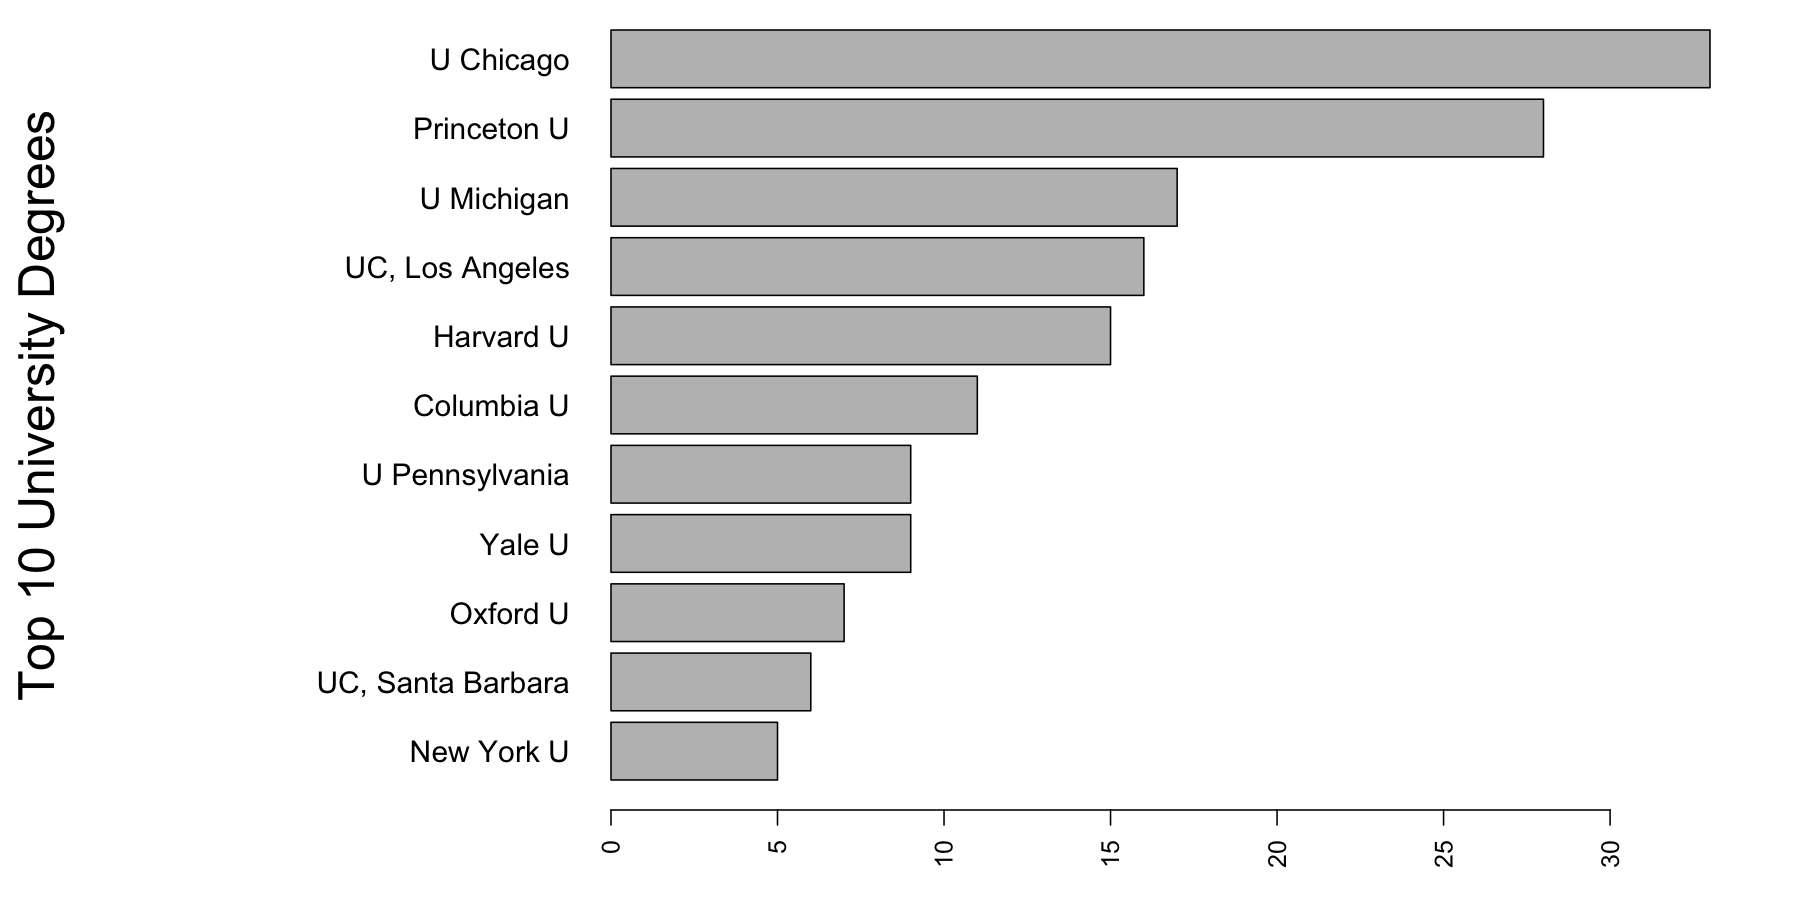 Top 10 University Degrees
U Chicago
Princeton U
U Michigan
UC, Los Angeles
Harvard U
Columbia U
U Pennsylvania
Yale U
Oxford U
UC, Santa Barbara
New York U
0 5 10 15 20 25 30